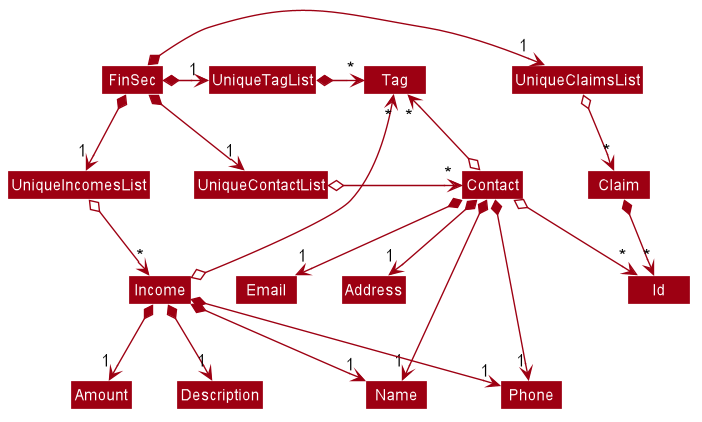 1
FinSec
1
UniqueTagList
*
Tag
UniqueClaimsList
*
*
1
1
*
*
UniqueIncomesList
UniqueContactList
Contact
Claim
*
*
*
1
1
Income
Email
Address
Id
1
1
1
1
1
1
Amount
Description
Name
Phone